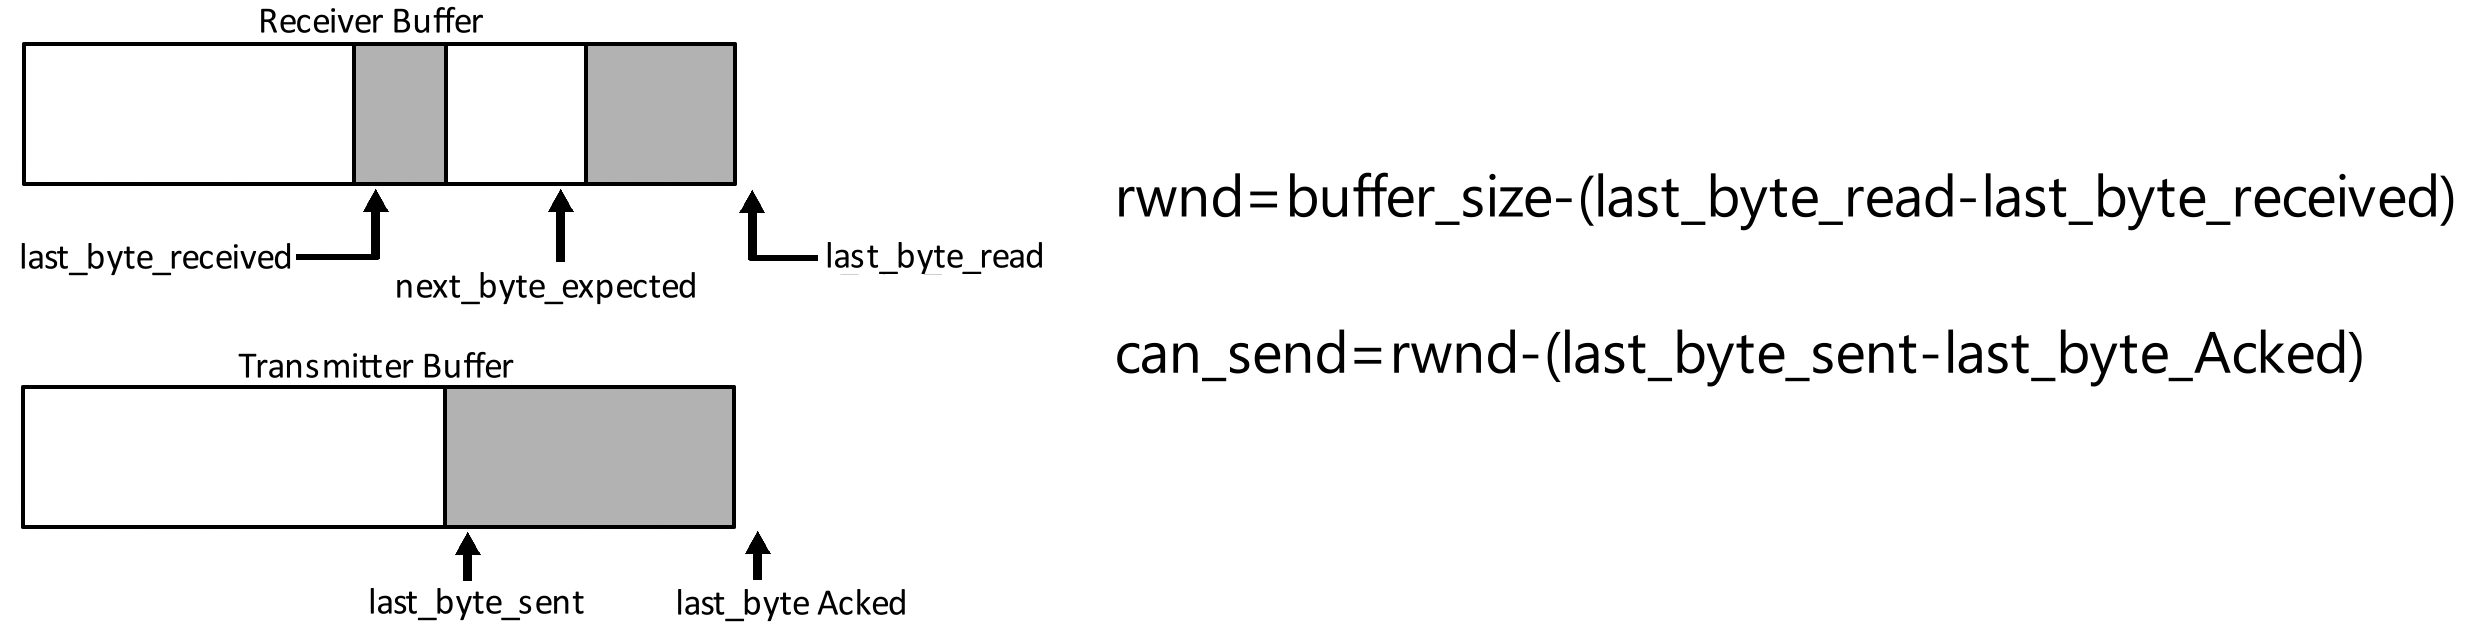 Receiver Buffer
last_byte_received
next_byte_expected
last_byte_read
Transmitter Buffer
last_byte_sent
last_byte Acked
rwnd=buffer_size-(last_byte_read-last_byte_received)
can_send=rwnd-(last_byte_sent-last_byte_Acked)